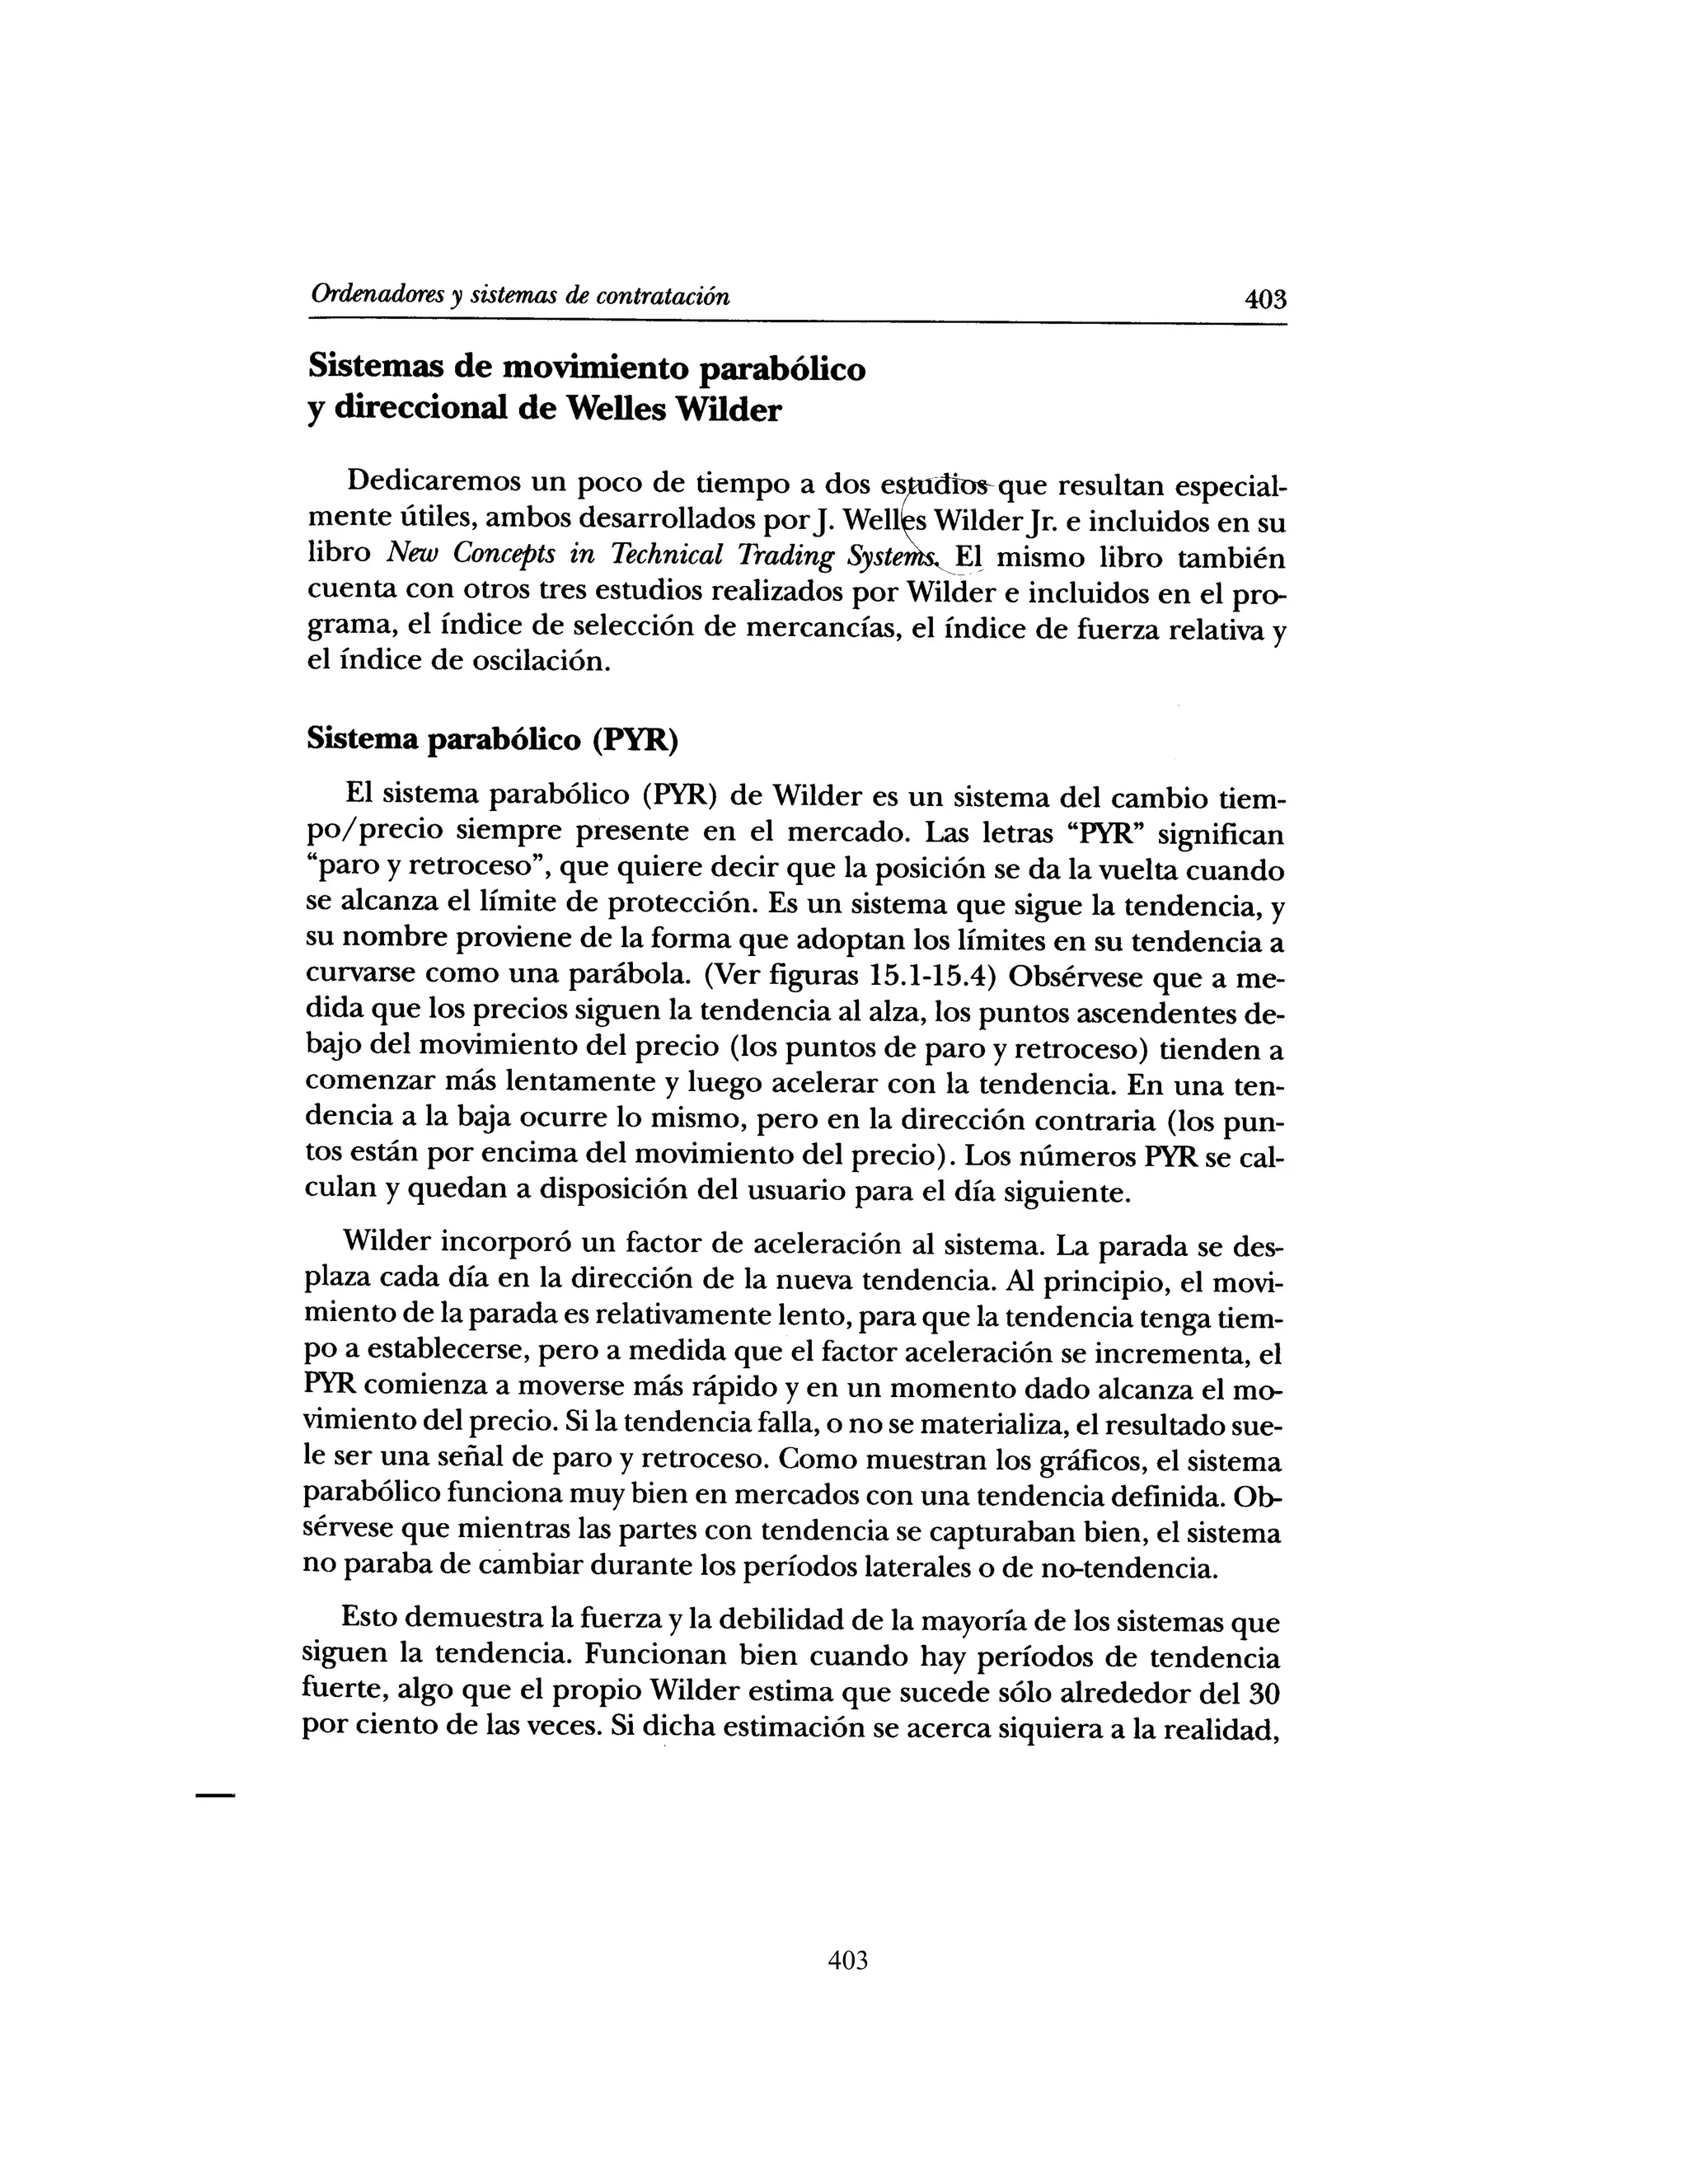 Ordenadores y sistemas de contratación 403
Sistemas de movimiento parabólico
y direccional de Welles Wilder
Dedicaremos un poco de tiempo a dos estudios que resultan especial-
mente útiles, ambos desarrollados por J. Welles Wilder Jr. e incluidos en su
libro New Concepts in Technical Trading Systems. El mismo libro también
cuenta con otros tres estudios realizados por Wilder e incluidos en el pro-
grama, el índice de selección de mercancías, el índice de fuerza relativa y
el índice de oscilación.
Sistema parabólico (PYR)
El sistema parabólico (PYR) de Wilder es un sistema del cambio tiem-
po/precio siempre presente en el mercado. Las letras “PYR” significan
“paro y retroceso”, que quiere decir que la posición se da la vuelta cuando
se alcanza el límite de protección. Es un sistema que sigue la tendencia, y
su nombre proviene de la forma que adoptan los límites en su tendencia a
curvarse como una parábola. (Ver figuras 15.1-15.4) Obsérvese que a me-
dida que los precios siguen la tendencia al alza, los puntos ascendentes de-
bajo del movimiento del precio (los puntos de paro y retroceso) tienden a
comenzar más lentamente y luego acelerar con la tendencia. En una ten-
dencia a la baja ocurre lo mismo, pero en la dirección contraria (los pun-
tos están por encima del movimiento del precio). Los números PYR se cal-
culan y quedan a disposición del usuario para el día siguiente.
Wilder incorporó un factor de aceleración al sistema. La parada se des-
plaza cada día en la dirección de la nueva tendencia. Al principio, el movi-
miento de la parada es relativamente lento, para que la tendencia tenga tiem-
po a establecerse, pero a medida que el factor aceleración se incrementa, el
PYR comienza a moverse más rápido y en un momento dado alcanza el mo-
vimiento del precio. Si la tendencia falla, o no se materializa, el resultado sue-
le ser una señal de paro y retroceso. Como muestran los gráficos, el sistema
parabólico funciona muy bien en mercados con una tendencia definida. Ob-
sérvese que mientras las partes con tendencia se capturaban bien, el sistema
no paraba de cambiar durante los períodos laterales o de no-tendencia.
Esto demuestra la fuerza y la debilidad de la mayoría de los sistemas que
siguen la tendencia. Funcionan bien cuando hay períodos de tendencia
fuerte, algo que el propio Wilder estima que sucede sólo alrededor del 30
por ciento de las veces. Si dicha estimación se acerca siquiera a la realidad,
403